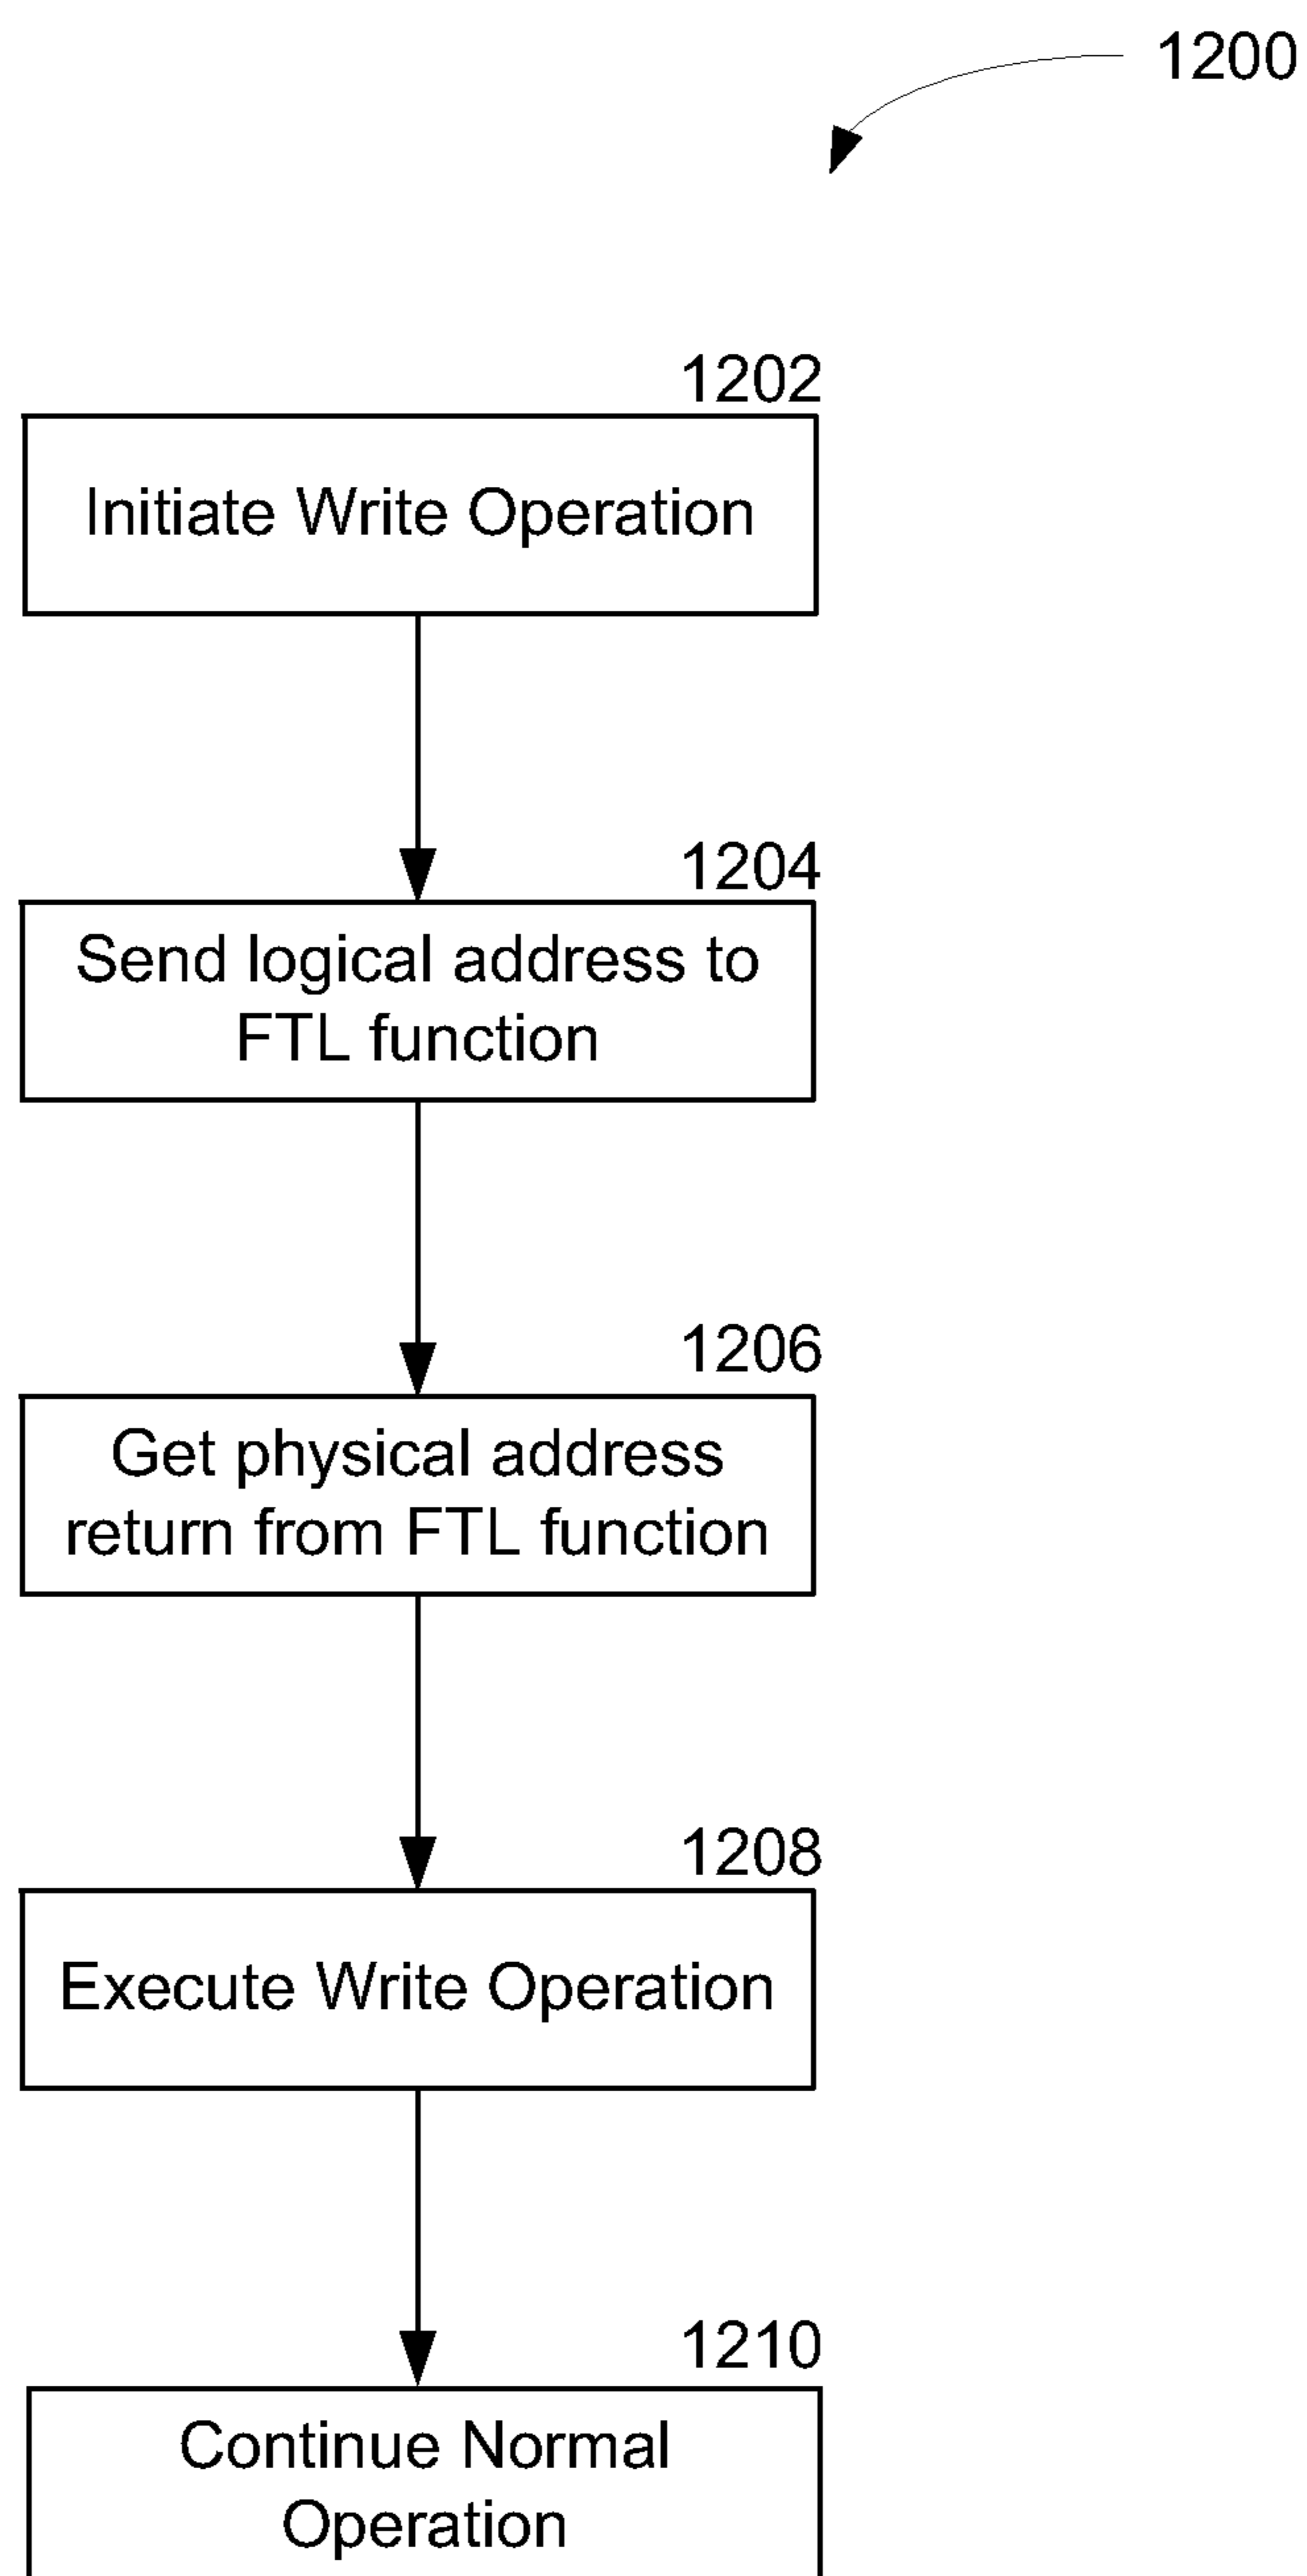 1200
1202
Initiate Write Operation
1204
Send logical address to
FTL function
1206
Get physical address
return from FTL function
1208
Execute Write Operation
1210
Continue Normal
Operation